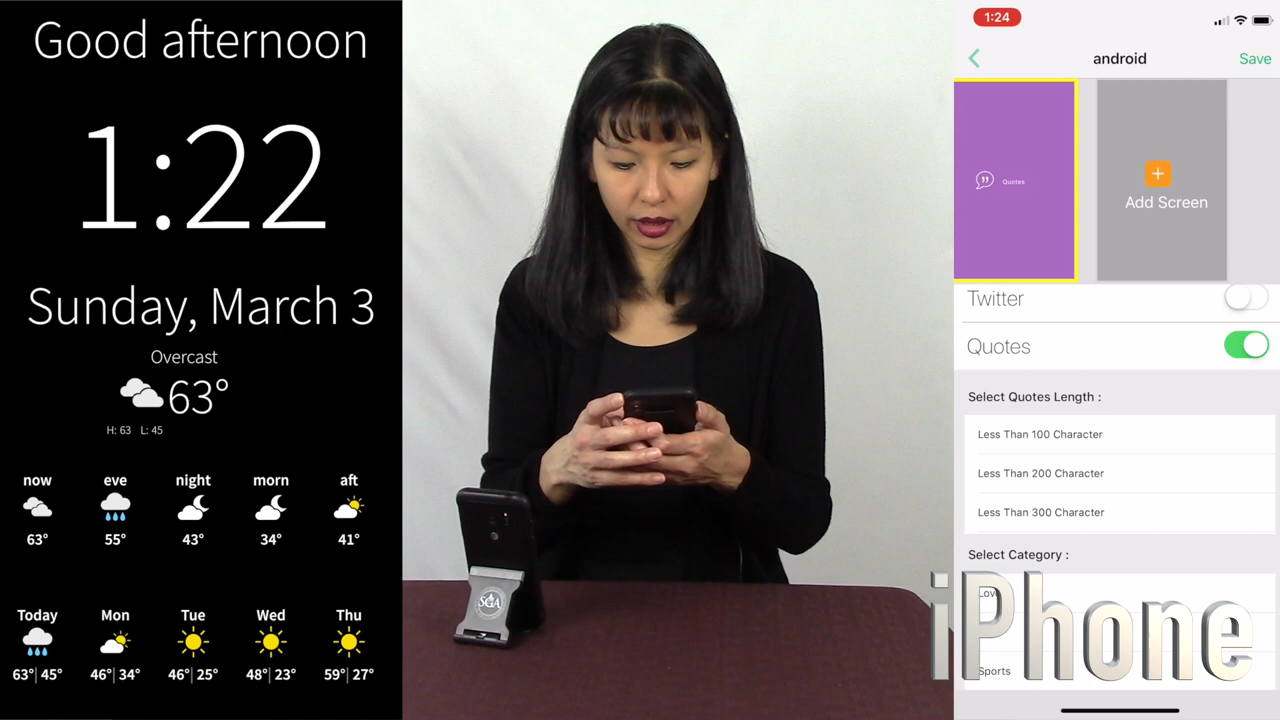 Good afternoon
1:22
Sunday, March 3
Overcast
63°
H: 63 L: 45
now eve night morn aft
63° 55° 43° 34° 41°
Today Mon Tue Wed Thu
63°|45° 46°|34° 46°|25° 48°|23° 59°|27°
SGA
1:24
android
Save
Quotes
Add Screen
Twitter
Quotes
Select Quotes Length :
Less Than 100 Character
Less Than 200 Character
Less Than 300 Character
Select Category :
Love
iPhone
Sports